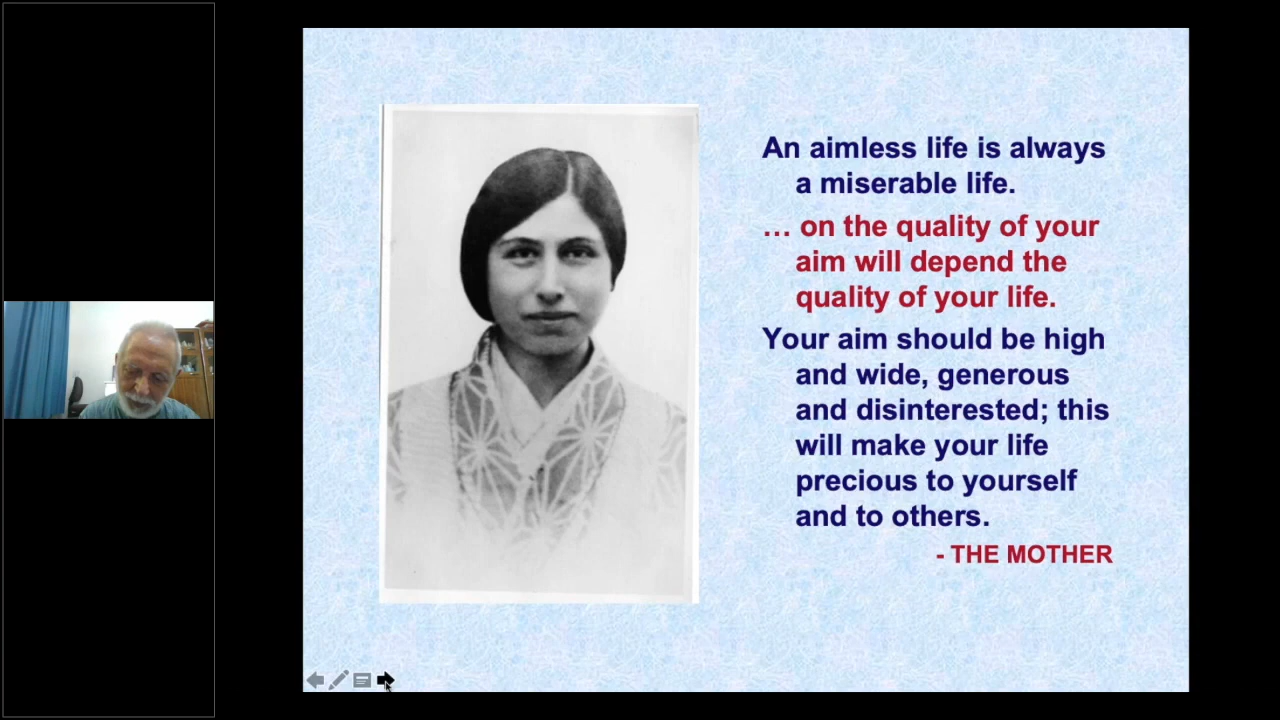 An aimless life is always
a miserable life.
… on the quality of your
aim will depend the
quality of your life.
Your aim should be high
and wide, generous
and disinterested; this
will make your life
precious to yourself
and to others.
- THE MOTHER